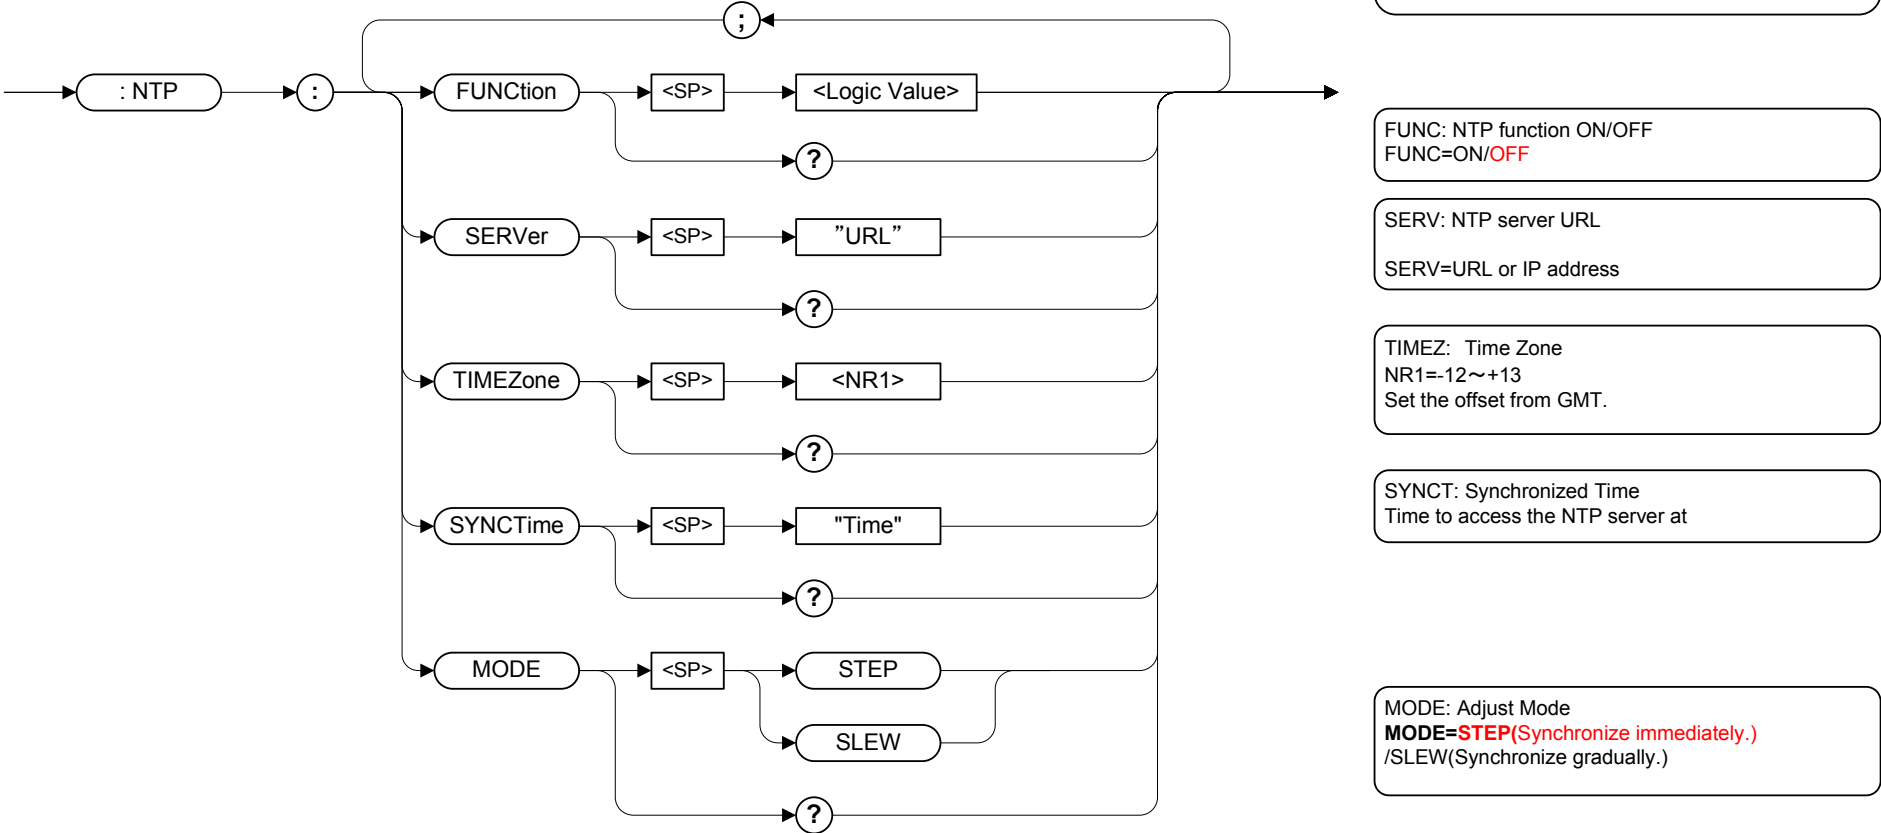 ;
: NTP
:
FUNCtion
<SP>
<Logic Value>
?
SERVer
<SP>
”URL”
?
TIMEZone
<SP>
<NR1>
?
SYNCTime
<SP>
"Time"
?
MODE
<SP>
STEP
SLEW
?
FUNC: NTP function ON/OFF
FUNC=ON/OFF
SERV: NTP server URL
SERV=URL or IP address
TIMEZ: Time Zone
NR1=-12～+13
Set the offset from GMT.
SYNCT: Synchronized Time
Time to access the NTP server at
MODE: Adjust Mode
MODE=STEP(Synchronize immediately.)
/SLEW(Synchronize gradually.)